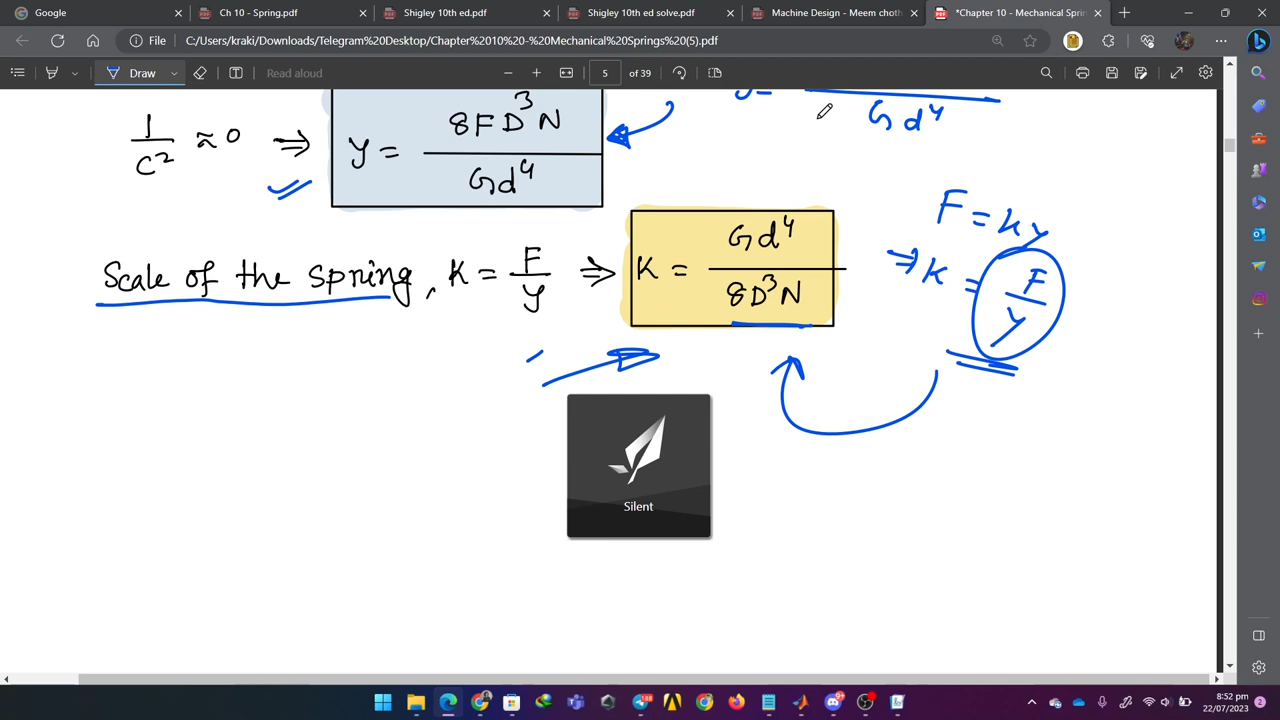 Google
Ch 10 - Spring.pdf
Shigley 10th ed.pdf
Shigley 10th ed solve.pdf
Machine Design - Meem choth
*Chapter 10 - Mechanical Sprin
File
C:/Users/kraki/Downloads/Telegram%20Desktop/Chapter%2010%20-%20Mechanical%20Springs%20(5).pdf
Draw
Read aloud
5 of 39
1/C² ≈ 0 ⇒ y = 8FD³N / Gd⁴
y = Gd⁴
F = ky
Scale of the spring, K = F/y ⇒ K = Gd⁴ / 8D³N
⇒ K = F/y
Silent
8:52 pm
22/07/2023